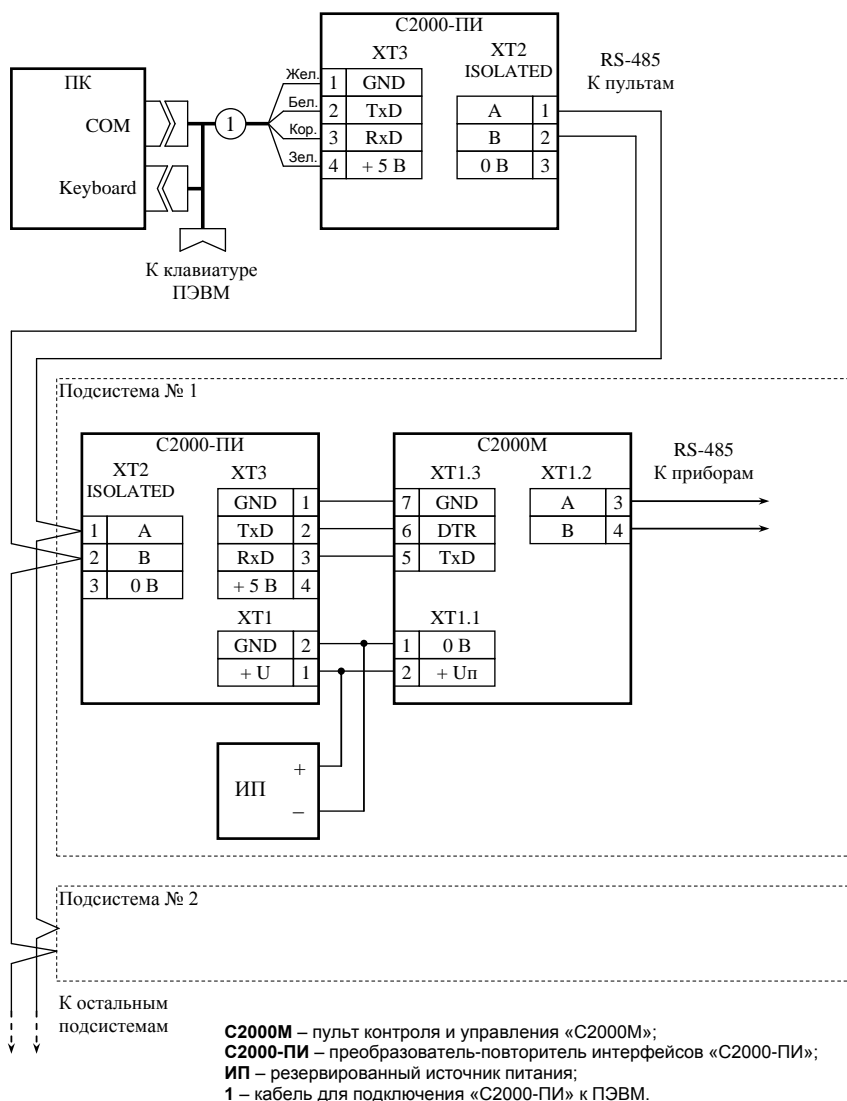 С2000-ПИ
XT3
XT2
ISOLATED
RS-485
К пультам
ПК
COM
Keyboard
1
Жел.
Бел.
Кор.
Зел.
1 GND
2 TxD
3 RxD
4 + 5 В
A 1
B 2
0 В 3
К клавиатуре
ПЭВМ
Подсистема № 1
С2000-ПИ
XT2
ISOLATED
XT3
1 A
2 B
3 0 В
GND 1
TxD 2
RxD 3
+ 5 В 4
XT1
GND 2
+ U 1
С2000М
XT1.3
XT1.2
7 GND
6 DTR
5 TxD
A 3
B 4
XT1.1
1 0 В
2 + Uп
RS-485
К приборам
ИП
+
–
Подсистема № 2
К остальным
подсистемам
С2000М – пульт контроля и управления «С2000М»;
С2000-ПИ – преобразователь-повторитель интерфейсов «С2000-ПИ»;
ИП – резервированный источник питания;
1 – кабель для подключения «С2000-ПИ» к ПЭВМ.